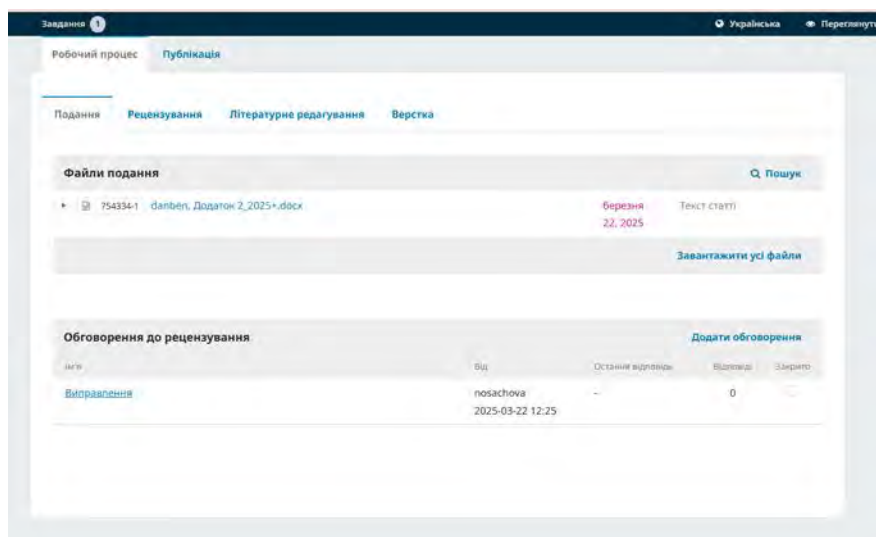 Завдання 1
Українська
Переглянути
Робочий процес Публікація
Подання Рецензування Літературне редагування Верстка
Файли подання Пошук
754334-1 danben, Додаток 2_2025+.docx березня Текст статті
22, 2025
Завантажити усі файли
Обговорення до рецензування Додати обговорення
Ім'я Від Остання відповідь Відповіді Закрито
Виправлення nosachova - 0
2025-03-22 12:25